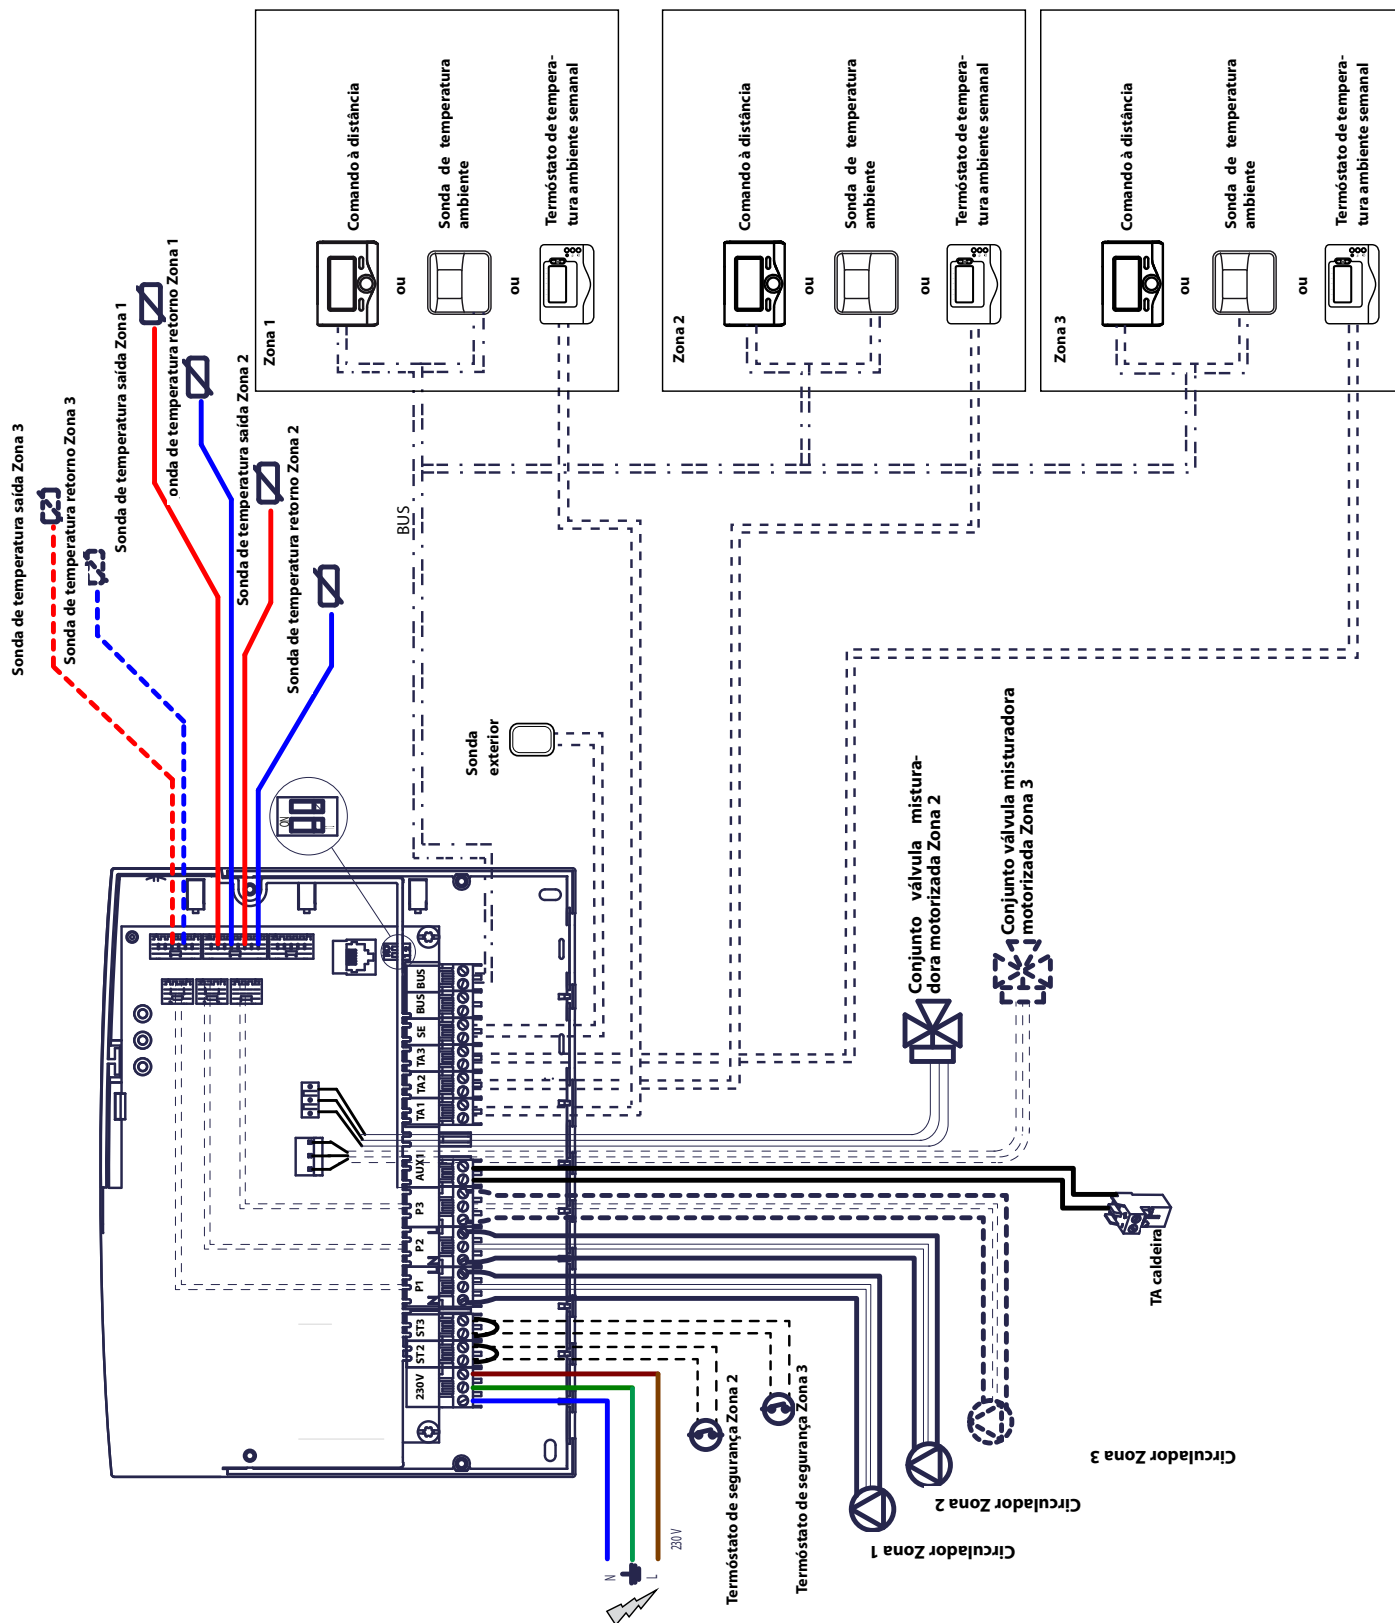 Sonda de temperatura saída Zona 3
Sonda de temperatura retorno Zona 3
Sonda de temperatura saída Zona 1
onda de temperatura retorno Zona 1
Sonda de temperatura saída Zona 2
Sonda de temperatura retorno Zona 2
Zona 1
Comando à distância
ou
Sonda de temperatura
ambiente
ou
Termóstato de tempera-
tura ambiente semanal
Zona 2
Comando à distância
ou
Sonda de temperatura
ambiente
ou
Termóstato de tempera-
tura ambiente semanal
Zona 3
Comando à distância
ou
Sonda de temperatura
ambiente
ou
Termóstato de tempera-
tura ambiente semanal
BUS
Sonda
exterior
ON
Conjunto válvula mistura-
dora motorizada Zona 2
Conjunto válvula misturadora
motorizada Zona 3
230V
ST2
ST3
P1
P2
P3
AUX1
TA1
TA2
TA3
SE
BUS
BUS
N
L
N
L
TA caldeira
Termóstato de segurança Zona 2
Termóstato de segurança Zona 3
Circulador Zona 1
Circulador Zona 2
Circulador Zona 3
N
L
230 V